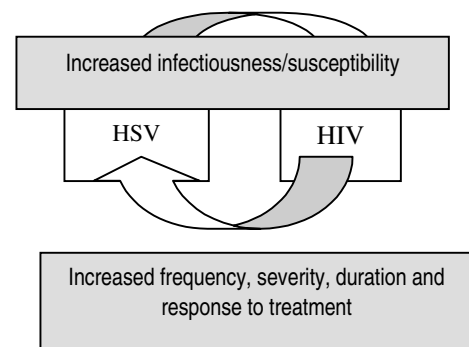 Increased infectiousness/susceptibility
HSV
HIV
Increased frequency, severity, duration and
response to treatment